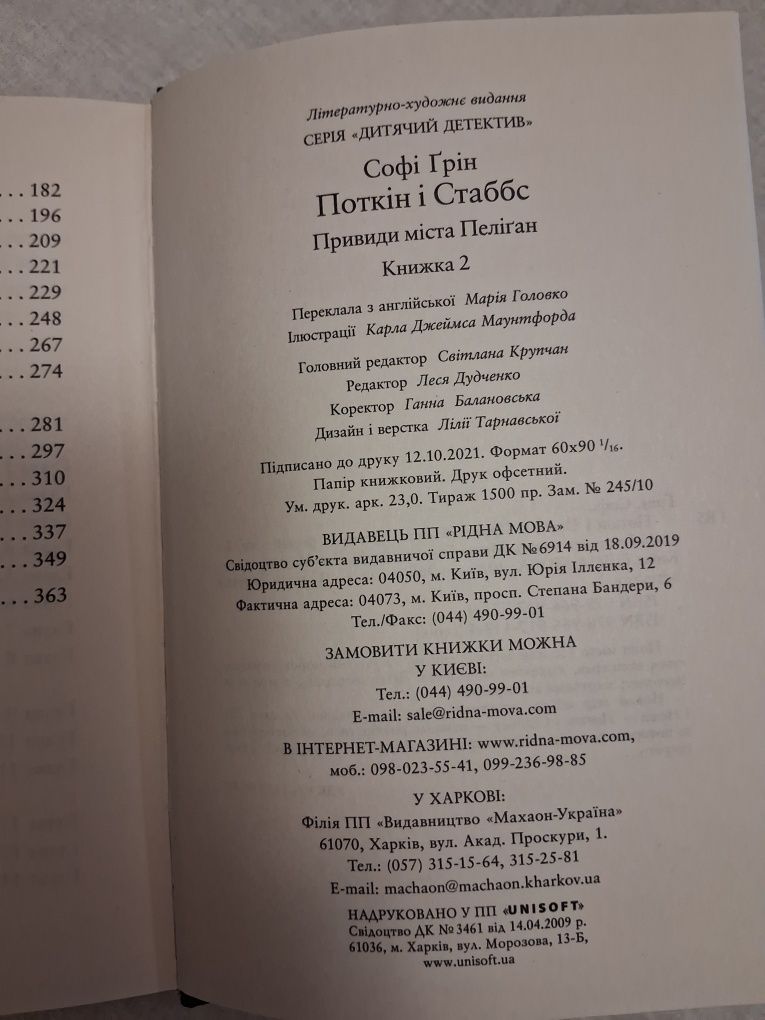 ...182
...196
...209
...221
...229
...248
...267
...274
...281
...297
...310
...324
...337
...349
...363
Літературно-художнє видання
СЕРІЯ «ДИТЯЧИЙ ДЕТЕКТИВ»
Софі Ґрін
Поткін і Стаббс
Привиди міста Пеліґан
Книжка 2
Переклала з англійської Марія Головко
Ілюстрації Карла Джеймса Маунтфорда
Головний редактор Світлана Крупчан
Редактор Леся Дудченко
Коректор Ганна Балановська
Дизайн і верстка Лілії Тарнавської
Підписано до друку 12.10.2021. Формат 60х90 1/16.
Папір книжковий. Друк офсетний.
Ум. друк. арк. 23,0. Тираж 1500 пр. Зам. № 245/10
ВИДАВЕЦЬ ПП «РІДНА МОВА»
Свідоцтво суб’єкта видавничої справи ДК №6914 від 18.09.2019
Юридична адреса: 04050, м. Київ, вул. Юрія Іллєнка, 12
Фактична адреса: 04073, м. Київ, просп. Степана Бандери, 6
Тел./Факс: (044) 490-99-01
ЗАМОВИТИ КНИЖКИ МОЖНА
У КИЄВІ:
Тел.: (044) 490-99-01
E-mail: sale@ridna-mova.com
В ІНТЕРНЕТ-МАГАЗИНІ: www.ridna-mova.com,
моб.: 098-023-55-41, 099-236-98-85
У ХАРКОВІ:
Філія ПП «Видавництво «Махаон-Україна»
61070, Харків, вул. Акад. Проскури, 1.
Тел.: (057) 315-15-64, 315-25-81
E-mail: machaon@machaon.kharkov.ua
НАДРУКОВАНО У ПП «UNISOFT»
Свідоцтво ДК №3461 від 14.04.2009 р.
61036, м. Харків, вул. Морозова, 13-Б,
www.unisoft.ua